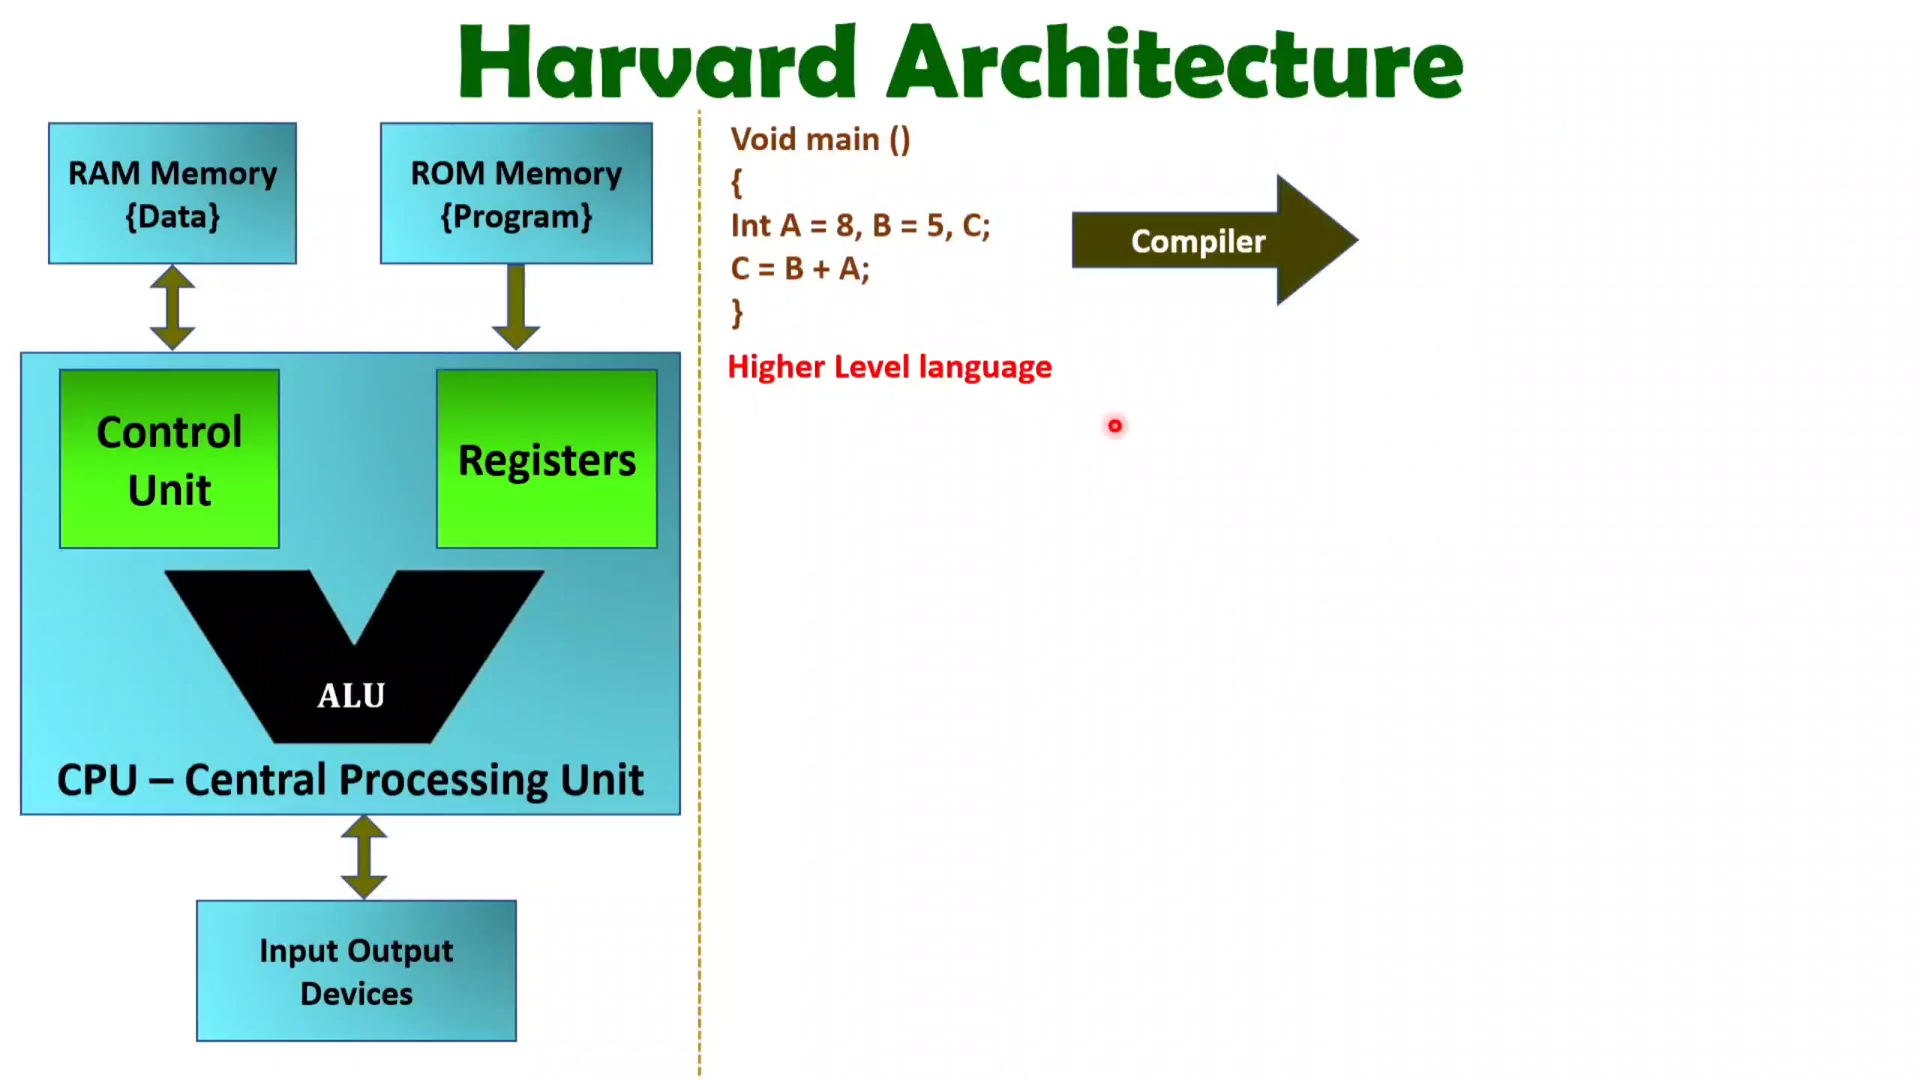 Harvard Architecture
RAM Memory
{Data}
ROM Memory
{Program}
Control
Unit
Registers
ALU
CPU – Central Processing Unit
Input Output
Devices
Void main ()
{
Int A = 8, B = 5, C;
C = B + A;
}
Higher Level language
Compiler